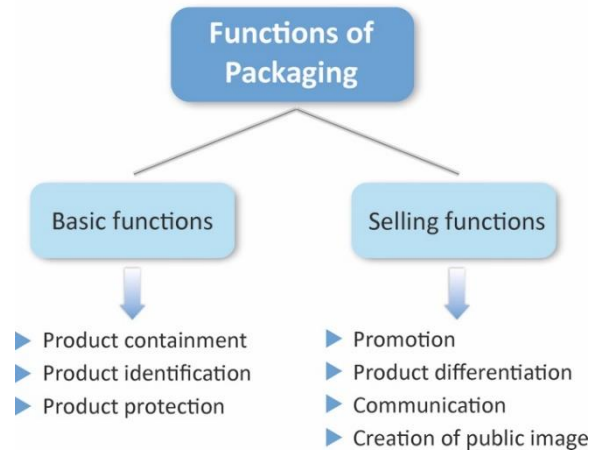 Functions of
Packaging
Basic functions
Selling functions
Product containment
Product identification
Product protection
Promotion
Product differentiation
Communication
Creation of public image